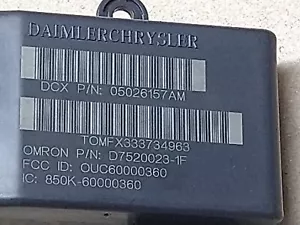 DAIMLERCHRYSLER
DCX P/N: 05026157AM
TOMFX333734963
OMRON P/N: D7520023-1F
FCC ID: OUC60000360
IC: 850K-60000360